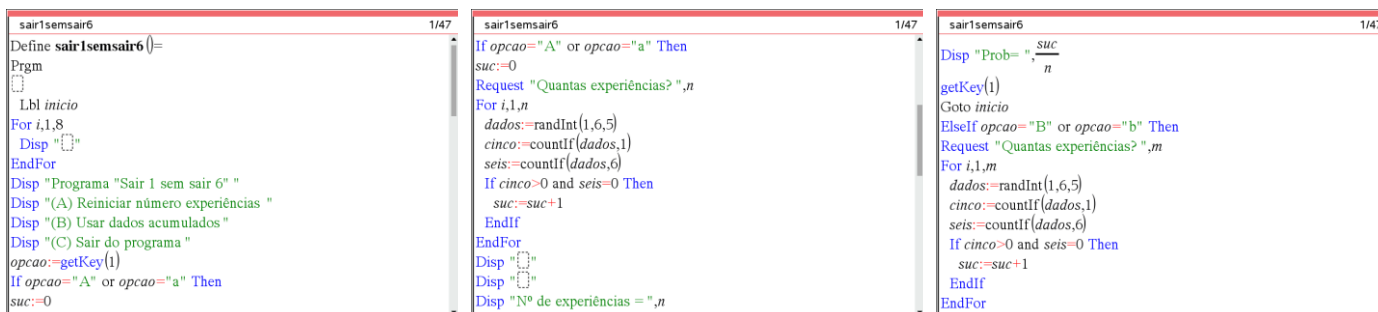 sair1semsair6 1/47
Define sair1semsair6()=
Prgm
Lbl inicio
For i,1,8
Disp " "
EndFor
Disp "Programa "Sair 1 sem sair 6" "
Disp "(A) Reiniciar número experiências "
Disp "(B) Usar dados acumulados "
Disp "(C) Sair do programa "
opcao:=getKey(1)
If opcao="A" or opcao="a" Then
suc:=0
sair1semsair6 1/47
If opcao="A" or opcao="a" Then
suc:=0
Request "Quantas experiências? ",n
For i,1,n
dados:=randInt(1,6,5)
cinco:=countIf(dados,1)
seis:=countIf(dados,6)
If cinco>0 and seis=0 Then
suc:=suc+1
EndIf
EndFor
Disp " "
Disp " "
Disp "Nº de experiências = ",n
sair1semsair6 1/47
Disp "Prob= ",suc/n
getKey(1)
Goto inicio
ElseIf opcao="B" or opcao="b" Then
Request "Quantas experiências? ",m
For i,1,m
dados:=randInt(1,6,5)
cinco:=countIf(dados,1)
seis:=countIf(dados,6)
If cinco>0 and seis=0 Then
suc:=suc+1
EndIf
EndFor